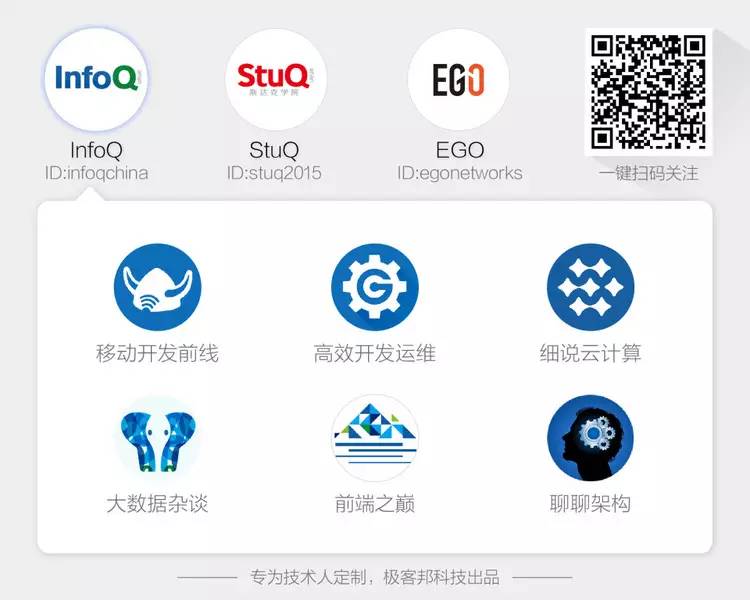 InfoQ
StuQ
斯达克学院
EGO
InfoQ
StuQ
EGO
ID:infoqchina
ID:stuq2015
ID:egonetworks
一键扫码关注
移动开发前线
高效开发运维
细说云计算
大数据杂谈
前端之巅
聊聊架构
专为技术人定制，极客邦科技出品